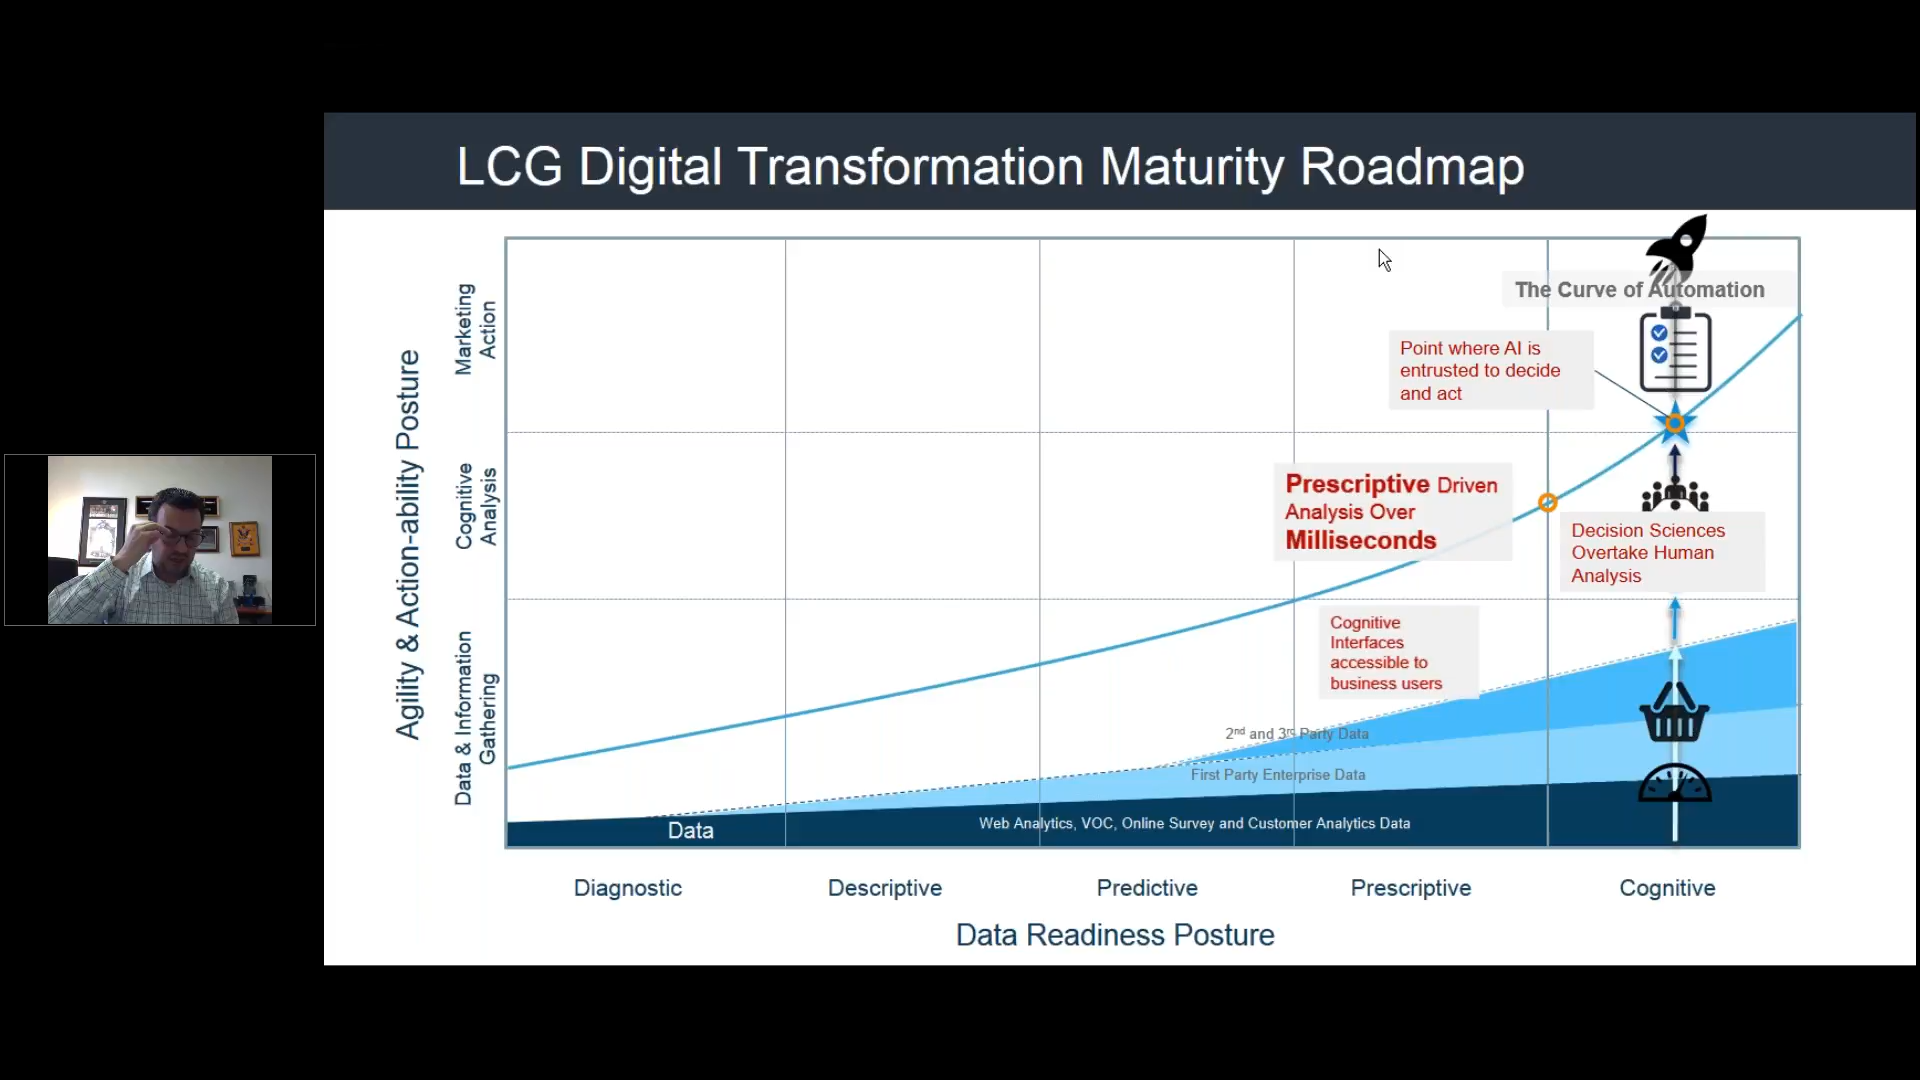 LCG Digital Transformation Maturity Roadmap
Agility & Action-ability Posture
Marketing
Action
Cognitive
Analysis
Data & Information
Gathering
The Curve of Automation
Point where AI is
entrusted to decide
and act
Prescriptive Driven
Analysis Over
Milliseconds
Decision Sciences
Overtake Human
Analysis
Cognitive
Interfaces
accessible to
business users
2nd and 3rd Party Data
First Party Enterprise Data
Web Analytics, VOC, Online Survey and Customer Analytics Data
Data
Diagnostic
Descriptive
Predictive
Prescriptive
Cognitive
Data Readiness Posture